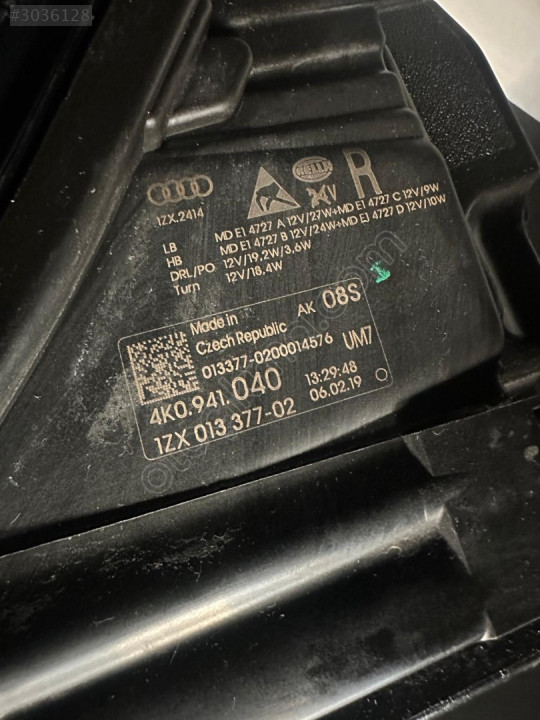 #3036128
HELLA
R
1ZX.2414
24V
LB MD E1 4727 A 12V/27W+MD E1 4727 C 12V/9W
HB MD E1 4727 B 12V/24W+MD E1 4727 D 12V/10W
DRL/PO 12V/19,2W/3,6W
Turn 12V/18,4W
Made in AK 08S
Czech Republic
013377-0200014576 UM7
4K0.941.040 13:29:48
1ZX 013 377-02 06.02.19